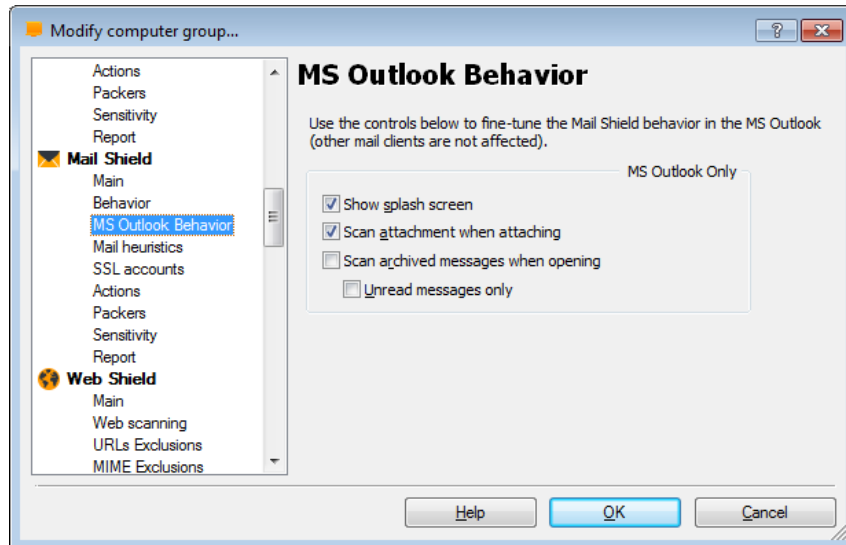 Modify computer group...
Actions
Packers
Sensitivity
Report
Mail Shield
Main
Behavior
MS Outlook Behavior
Mail heuristics
SSL accounts
Actions
Packers
Sensitivity
Report
Web Shield
Main
Web scanning
URLs Exclusions
MIME Exclusions
MS Outlook Behavior
Use the controls below to fine-tune the Mail Shield behavior in the MS Outlook
(other mail clients are not affected).
MS Outlook Only
Show splash screen
Scan attachment when attaching
Scan archived messages when opening
Unread messages only
Help
OK
Cancel